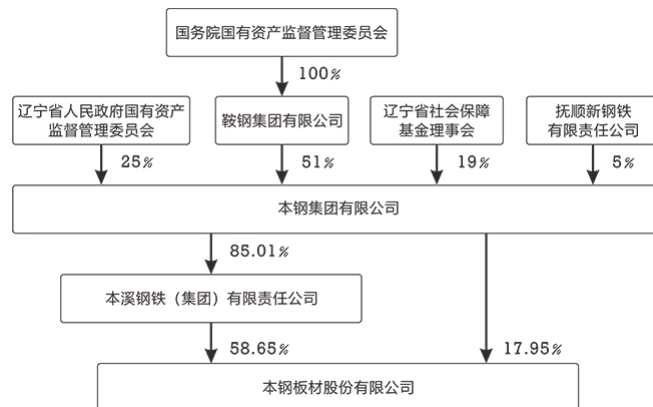 国务院国有资产监督管理委员会
100%
辽宁省人民政府国有资产
监督管理委员会
鞍钢集团有限公司
辽宁省社会保障
基金理事会
抚顺新钢铁
有限责任公司
25%
51%
19%
5%
本钢集团有限公司
85.01%
本溪钢铁（集团）有限责任公司
58.65%
17.95%
本钢板材股份有限公司